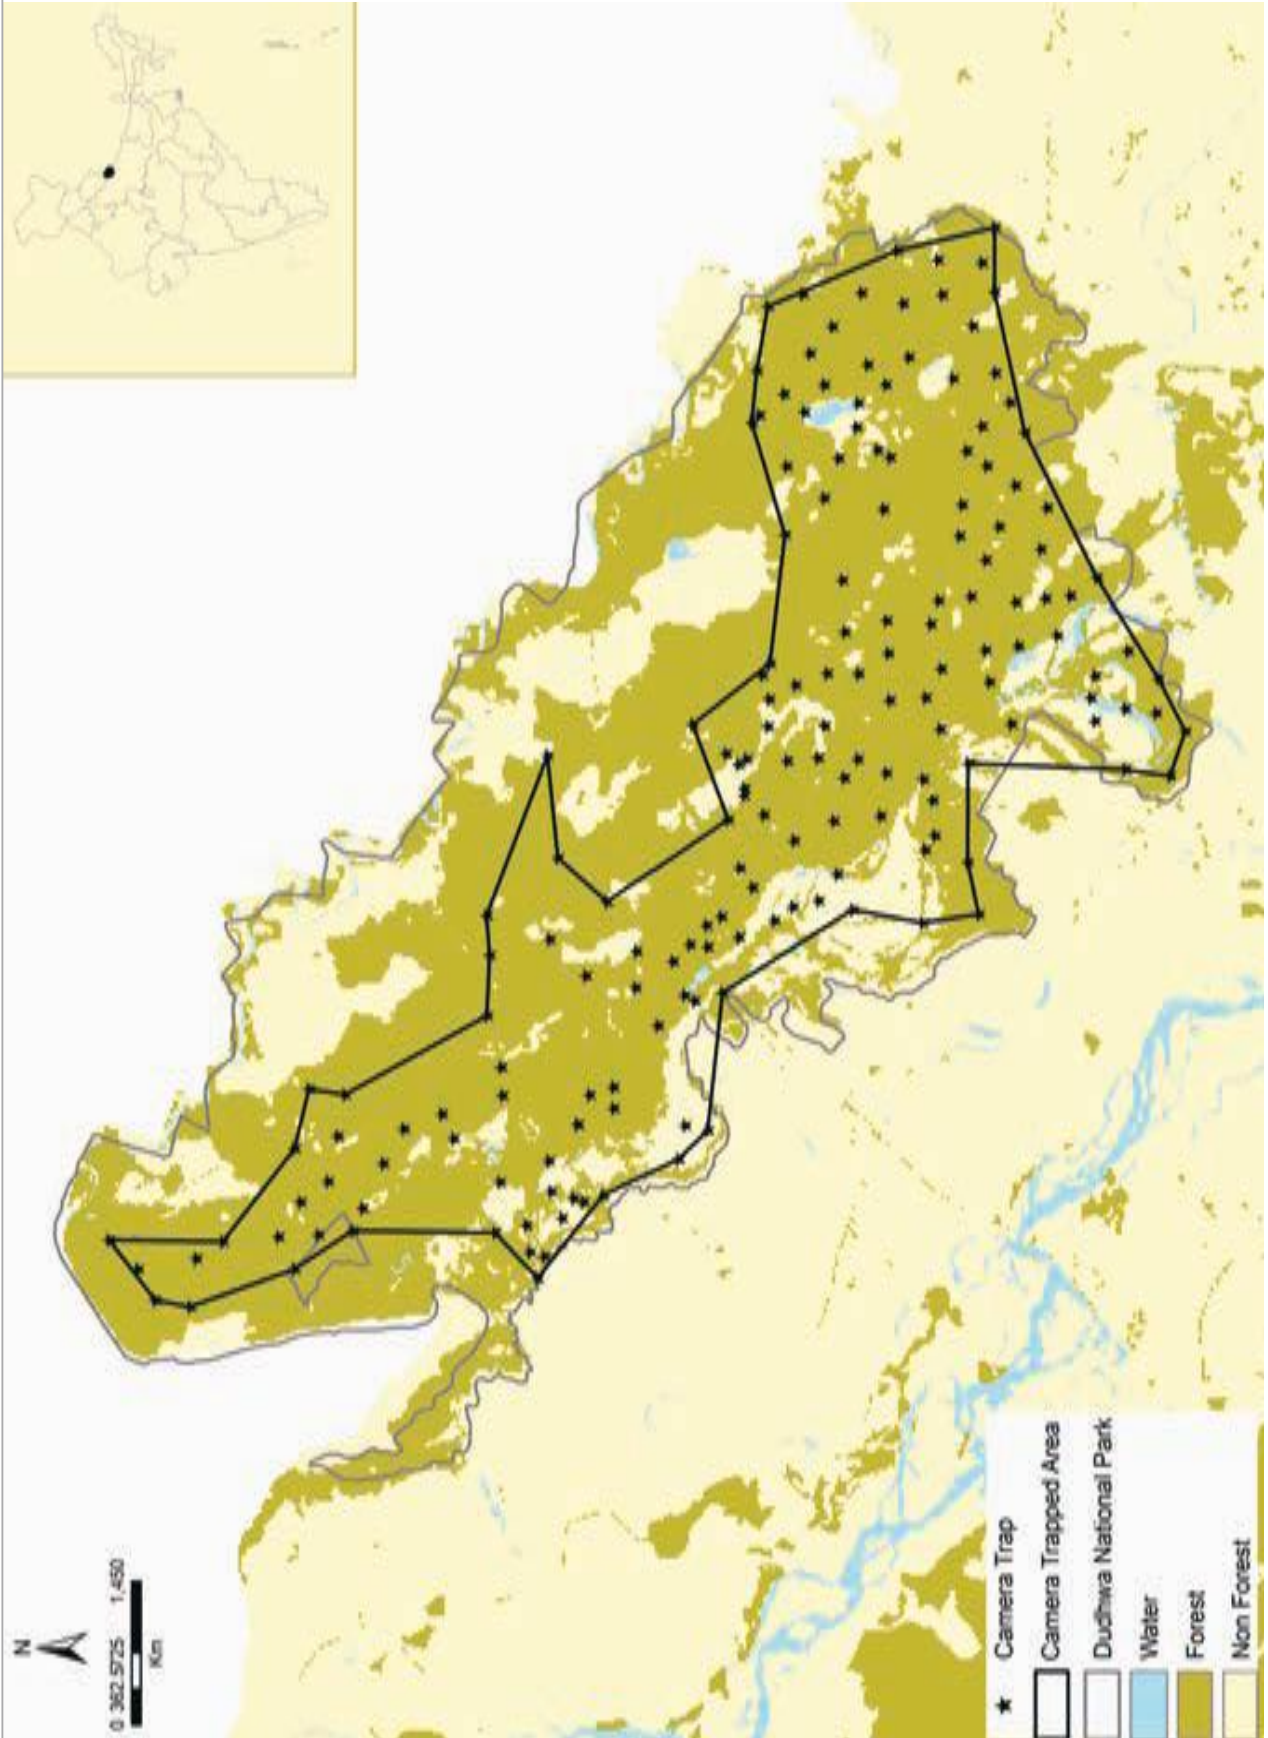 N
0 362.5725 1,450
Km
Camera Trap
Camera Trapped Area
Dudhwa National Park
Water
Forest
Non Forest